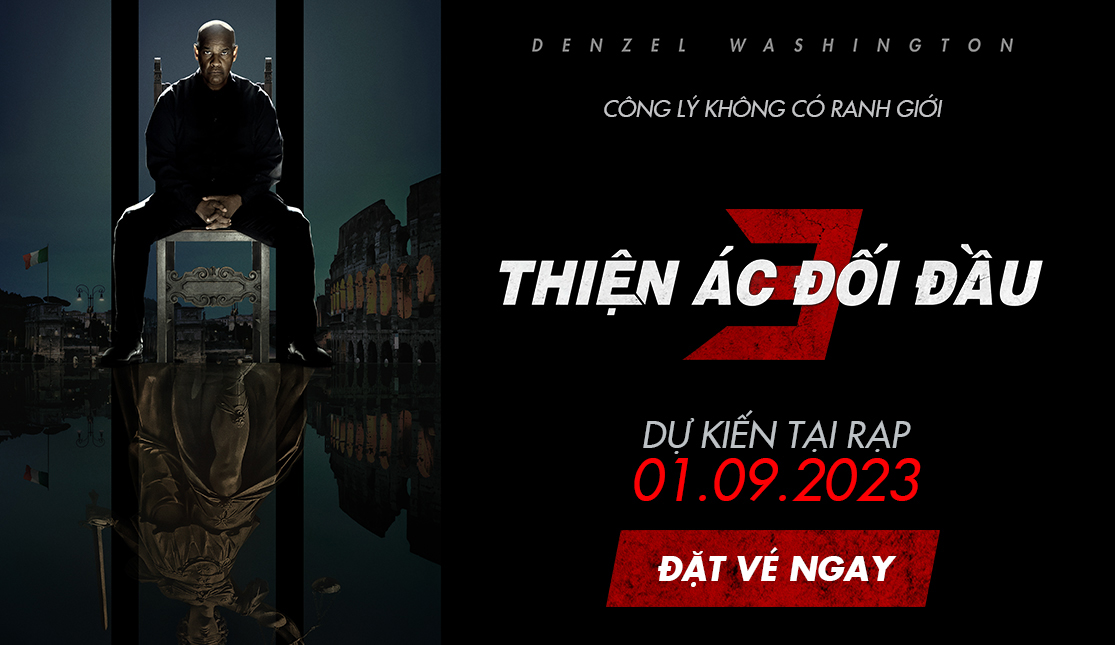 DENZEL WASHINGTON
CÔNG LÝ KHÔNG CÓ RANH GIỚI
3
THIỆN ÁC ĐỐI ĐẦU
DỰ KIẾN TẠI RẠP
01.09.2023
ĐẶT VÉ NGAY